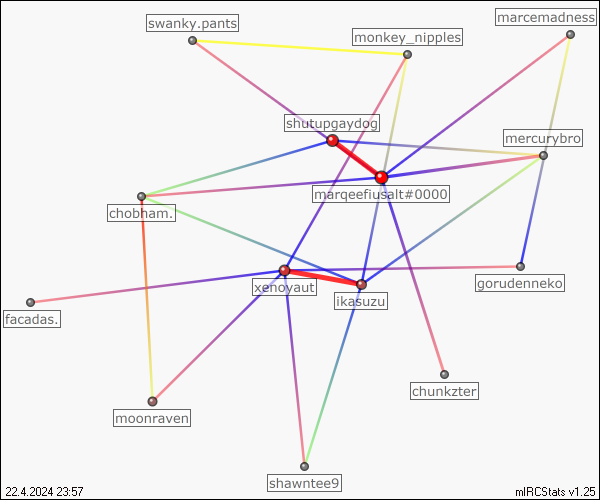 marcemadness
swanky.pants
monkey_nipples
shutupgaydog
mercurybro
marqeefiusalt#0000
chobham.
gorudenneko
xenoyaut
ikasuzu
facadas.
chunkzter
moonraven
shawntee9
22.4.2024 23:57
mIRCStats v1.25